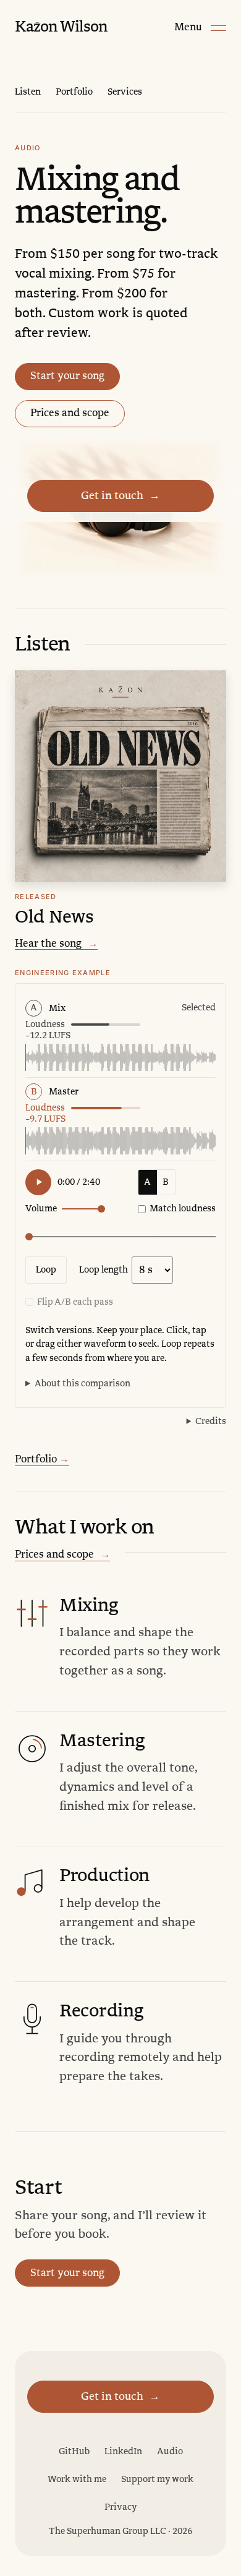 Kazon Wilson
Menu
Listen Portfolio Services
AUDIO
Mixing and
mastering.
From $150 per song for two-track
vocal mixing. From $75 for
mastering. From $200 for
both. Custom work is quoted
after review.
Start your song
Prices and scope
Get in touch →
Listen
KAŽON
OLD NEWS
RELEASED
Old News
Hear the song →
ENGINEERING EXAMPLE
A Mix Selected
Loudness
−12.2 LUFS
B Master
Loudness
−9.7 LUFS
0:00 / 2:40 A B
Volume Match loudness
Loop Loop length 8 s
Flip A/B each pass
Switch versions. Keep your place. Click, tap
or drag either waveform to seek. Loop repeats
a few seconds from where you are.
About this comparison
Credits
Portfolio →
What I work on
Prices and scope →
Mixing
I balance and shape the
recorded parts so they work
together as a song.
Mastering
I adjust the overall tone,
dynamics and level of a
finished mix for release.
Production
I help develop the
arrangement and shape
the track.
Recording
I guide you through
recording remotely and help
prepare the takes.
Start
Share your song, and I'll review it
before you book.
Start your song
Get in touch →
GitHub LinkedIn Audio
Work with me Support my work
Privacy
The Superhuman Group LLC · 2026